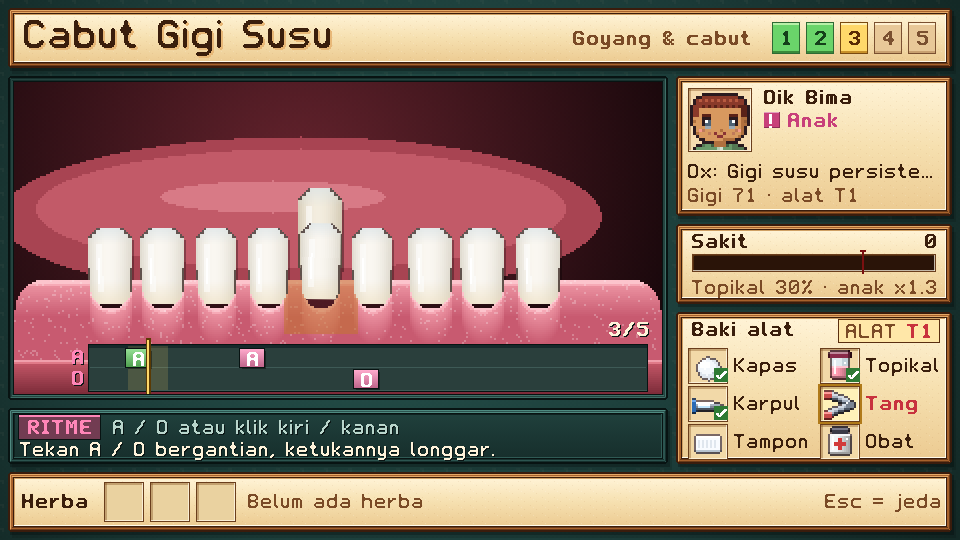 Cabut Gigi Susu
Goyang & cabut
1 2 3 4 5
Dik Bima
! Anak
Dx: Gigi susu persiste…
Gigi 71 · alat T1
Sakit 0
Topikal 30% · anak x1.3
Baki alat
ALAT T1
Kapas
Topikal
Karpul
Tang
Tampon
Obat
3/5
A A A
D D
RITME A / D atau klik kiri / kanan
Tekan A / D bergantian, ketukannya longgar.
Herba
Belum ada herba
Esc = jeda